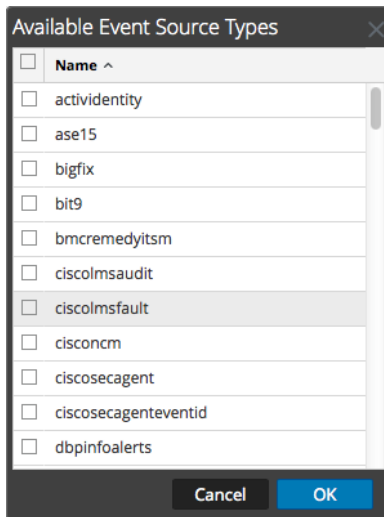 Available Event Source Types
Name
actividentity
ase15
bigfix
bit9
bmcremedyitsm
ciscolmsaudit
ciscolmsfault
cisconcm
ciscosecagent
ciscosecagenteventid
dbpinfoalerts
Cancel OK